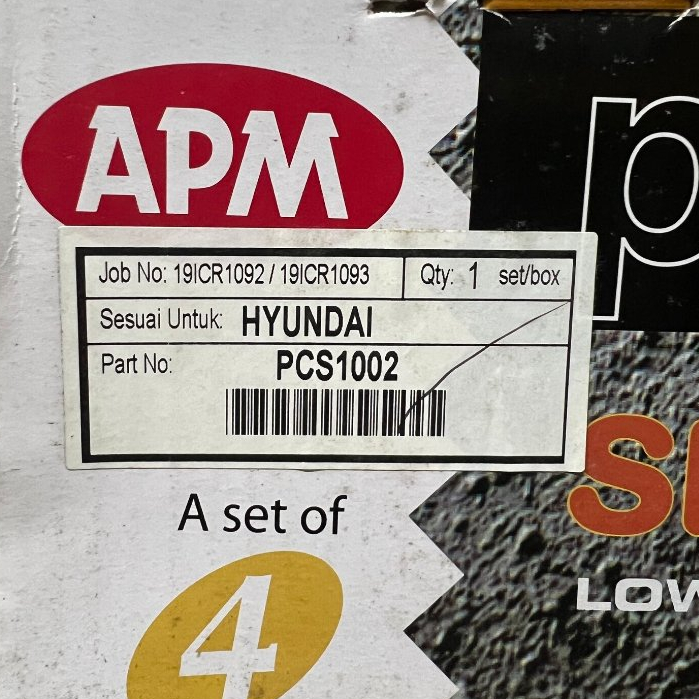 APM
Job No: 19ICR1092 / 19ICR1093 Qty: 1 set/box
Sesuai Untuk: HYUNDAI
Part No: PCS1002
A set of
4